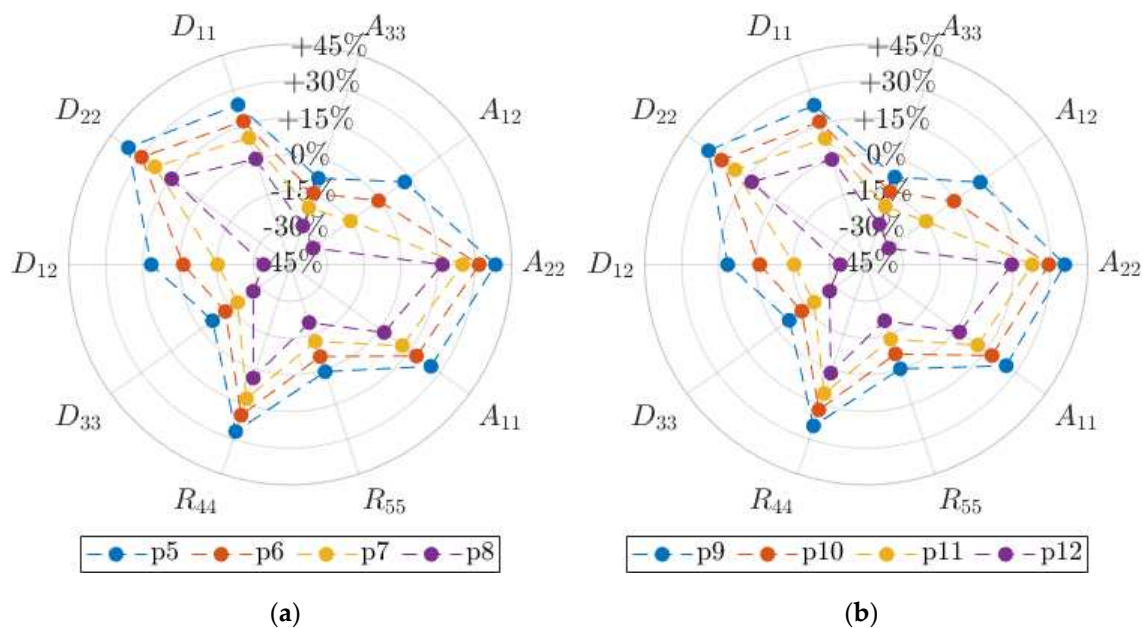 D11 A33
+45%
+30%
+15%
0%
-15%
-30%
-45%
D22 A12
D12 A22
D33 A11
R44 R55
p5 p6 p7 p8
(a)
D11 A33
+45%
+30%
+15%
0%
-15%
-30%
-45%
D22 A12
D12 A22
D33 A11
R44 R55
p9 p10 p11 p12
(b)